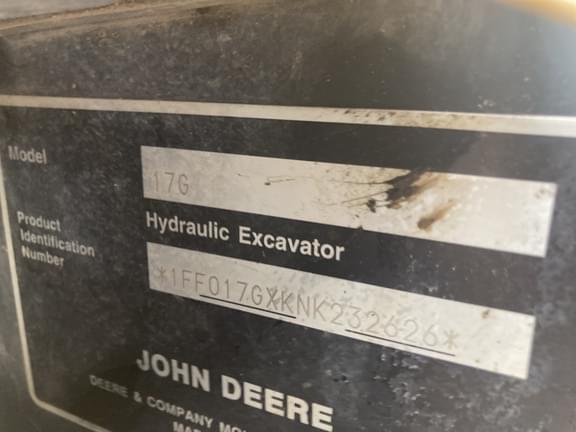 Model
17G
Hydraulic Excavator
Product
Identification
Number
*1FF017GXKNK232626*
JOHN DEERE
DEERE & COMPANY